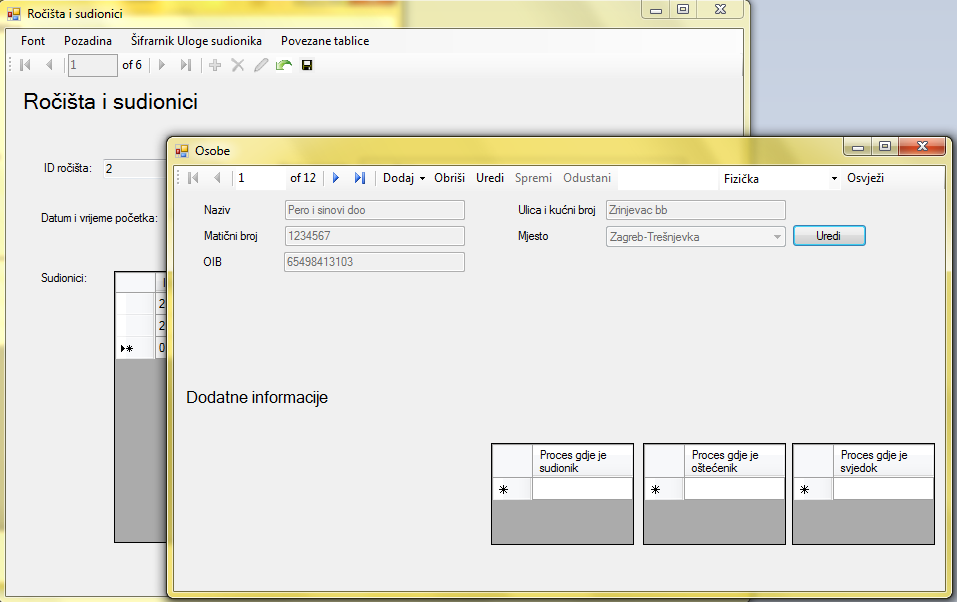 Ročišta i sudionici
Font Pozadina Šifrarnik Uloge sudionika Povezane tablice
1 of 6
Ročišta i sudionici
ID ročišta: 2
Datum i vrijeme početka:
Sudionici:
2
2
0
Osobe
1 of 12 Dodaj Obriši Uredi Spremi Odustani Fizička Osvježi
Naziv Pero i sinovi doo Ulica i kućni broj Zrinjevac bb
Matični broj 1234567 Mjesto Zagreb-Trešnjevka Uredi
OIB 65498413103
Dodatne informacije
Proces gdje je
sudionik
Proces gdje je
oštećenik
Proces gdje je
svjedok